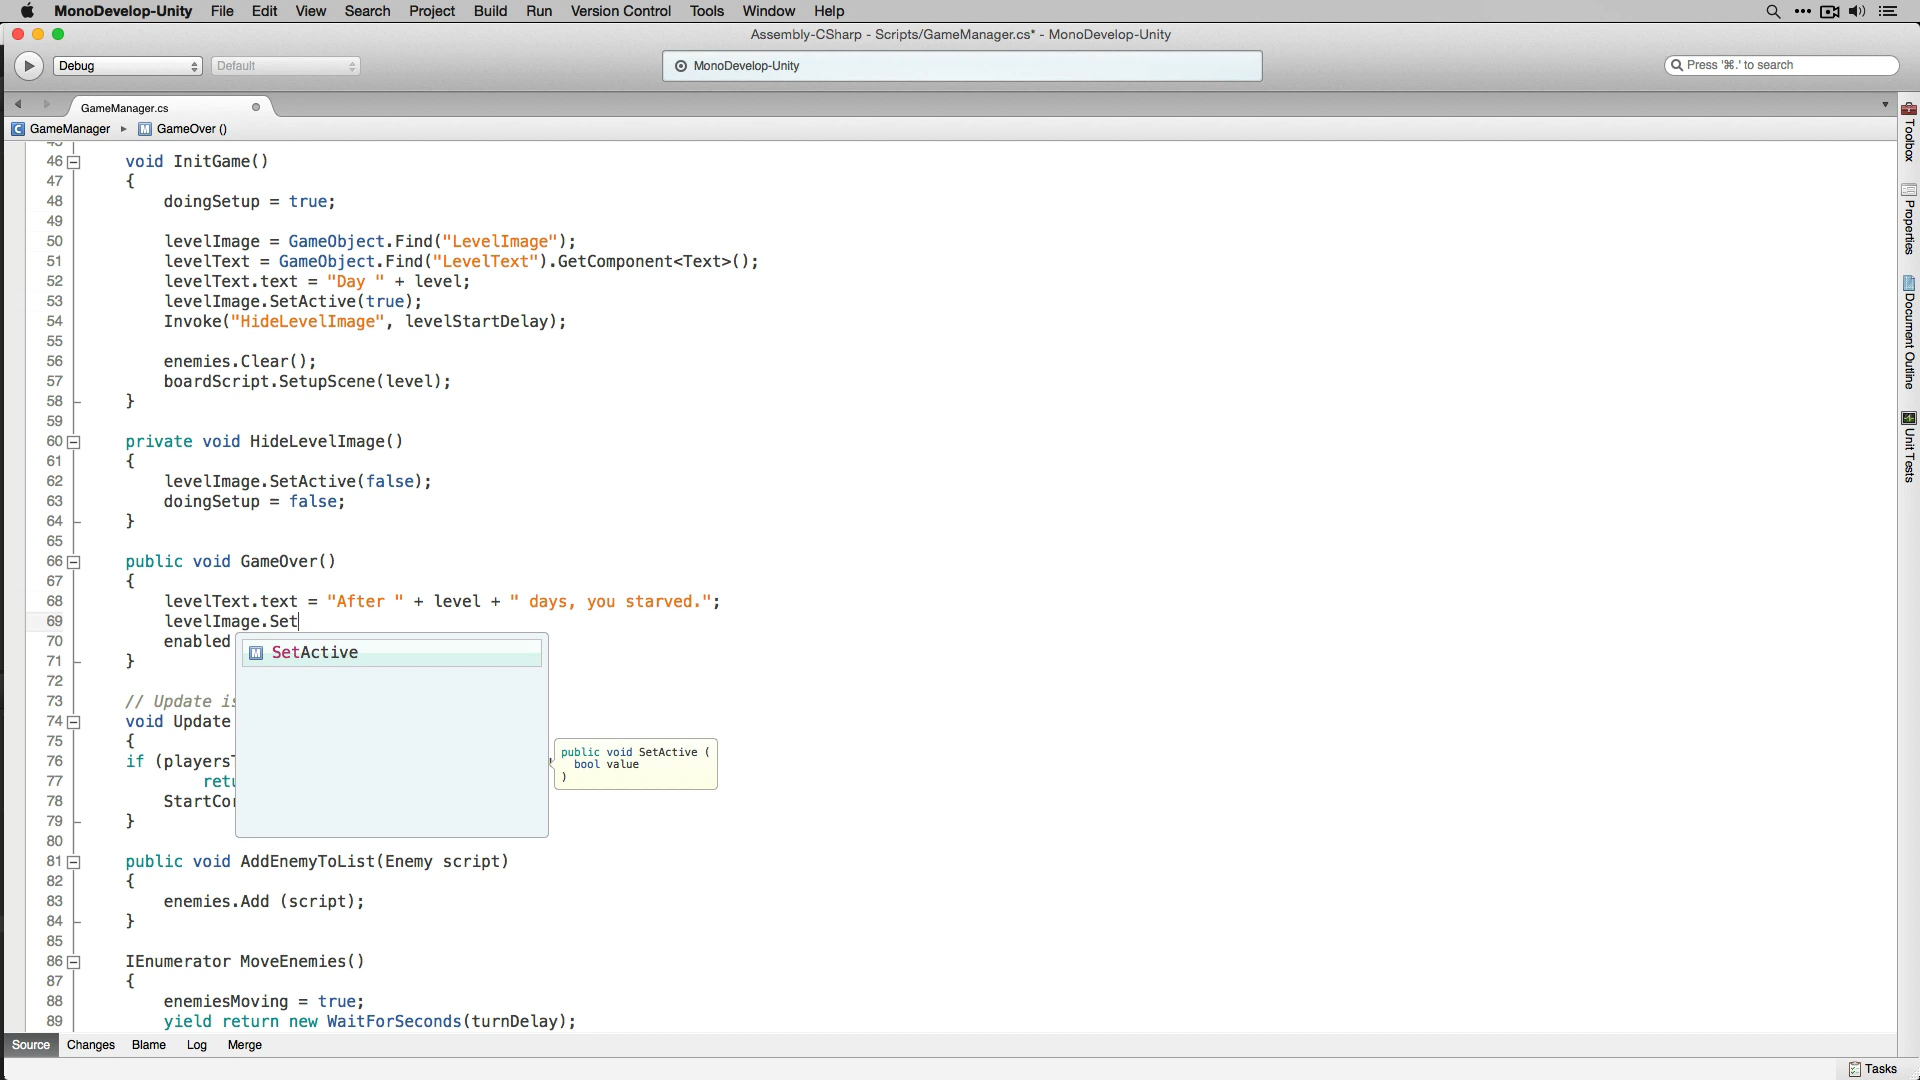 MonoDevelop-Unity File Edit View Search Project Build Run Version Control Tools Window Help
Assembly-CSharp - Scripts/GameManager.cs* - MonoDevelop-Unity
Debug Default MonoDevelop-Unity Press '⌘.' to search
GameManager.cs
GameManager GameOver ()
45
46 void InitGame()
47 {
48 doingSetup = true;
49
50 levelImage = GameObject.Find("LevelImage");
51 levelText = GameObject.Find("LevelText").GetComponent<Text>();
52 levelText.text = "Day " + level;
53 levelImage.SetActive(true);
54 Invoke("HideLevelImage", levelStartDelay);
55
56 enemies.Clear();
57 boardScript.SetupScene(level);
58 }
59
60 private void HideLevelImage()
61 {
62 levelImage.SetActive(false);
63 doingSetup = false;
64 }
65
66 public void GameOver()
67 {
68 levelText.text = "After " + level + " days, you starved.";
69 levelImage.Set
70 enabled
SetActive
71 }
72
73 // Update is
74 void Update
75 {
76 if (playersT
77 retu
78 StartCor
79 }
public void SetActive (
bool value
)
80
81 public void AddEnemyToList(Enemy script)
82 {
83 enemies.Add (script);
84 }
85
86 IEnumerator MoveEnemies()
87 {
88 enemiesMoving = true;
89 yield return new WaitForSeconds(turnDelay);
Toolbox
Properties
Document Outline
Unit Tests
Source Changes Blame Log Merge
Tasks